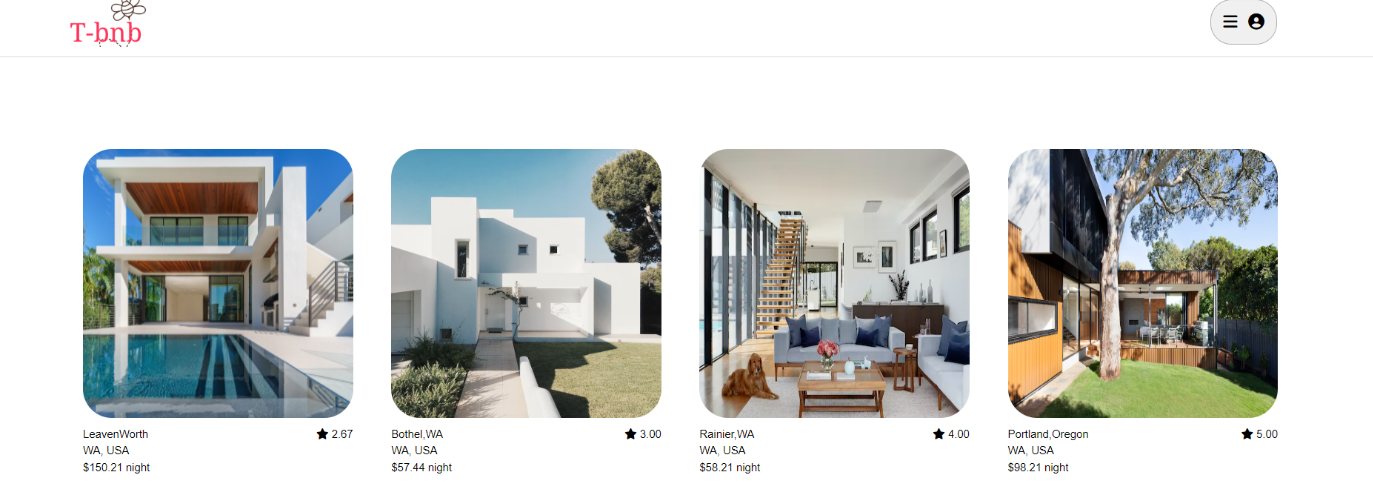 T-bnb
LeavenWorth ★ 2.67
WA, USA
$150.21 night
Bothel,WA ★ 3.00
WA, USA
$57.44 night
Rainier,WA ★ 4.00
WA, USA
$58.21 night
Portland,Oregon ★ 5.00
WA, USA
$98.21 night